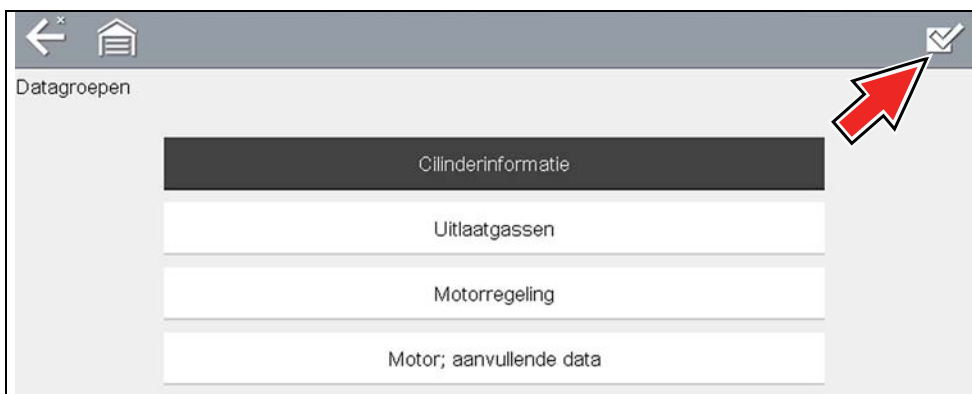 Datagroepen
Cilinderinformatie
Uitlaatgassen
Motorregeling
Motor; aanvullende data